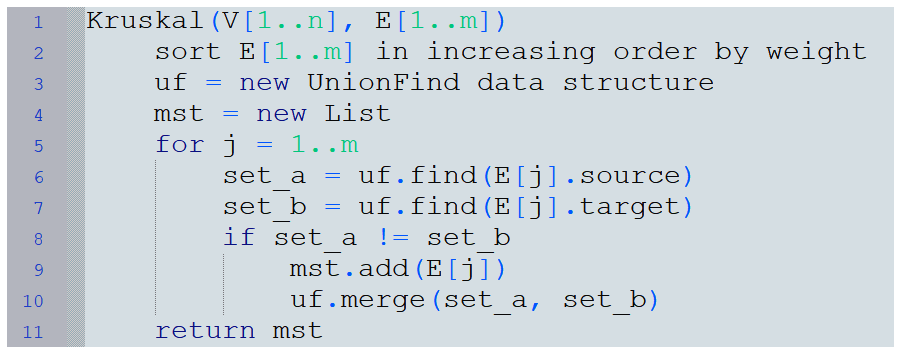 1 Kruskal(V[1..n], E[1..m])
2     sort E[1..m] in increasing order by weight
3     uf = new UnionFind data structure
4     mst = new List
5     for j = 1..m
6         set_a = uf.find(E[j].source)
7         set_b = uf.find(E[j].target)
8         if set_a != set_b
9             mst.add(E[j])
10             uf.merge(set_a, set_b)
11     return mst